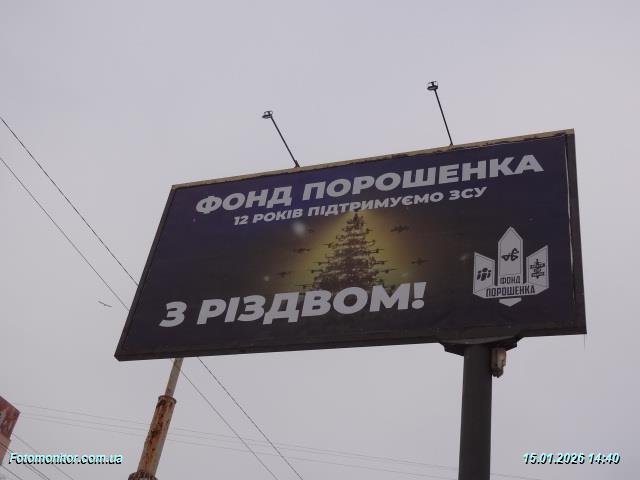 ФОНД ПОРОШЕНКА
12 РОКІВ ПІДТРИМУЄМО ЗСУ
З РІЗДВОМ!
ФОНД
ПОРОШЕНКА
Fotomonitor.com.ua
15.01.2026 14:40